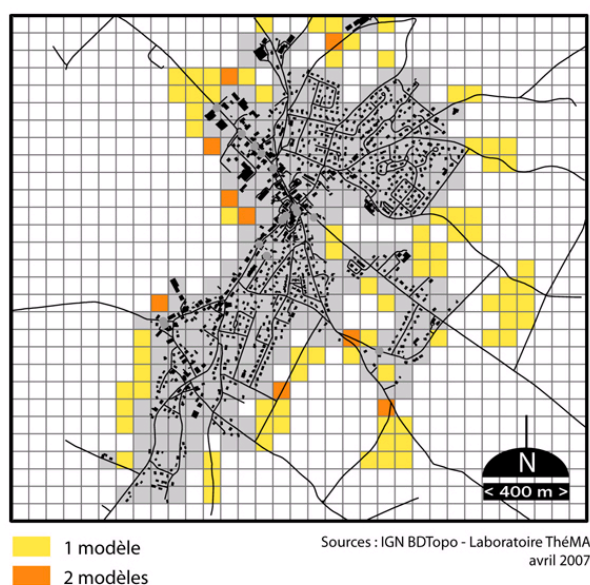 N
< 400 m >
1 modèle
2 modèles
Sources : IGN BDTopo - Laboratoire ThéMA
avril 2007